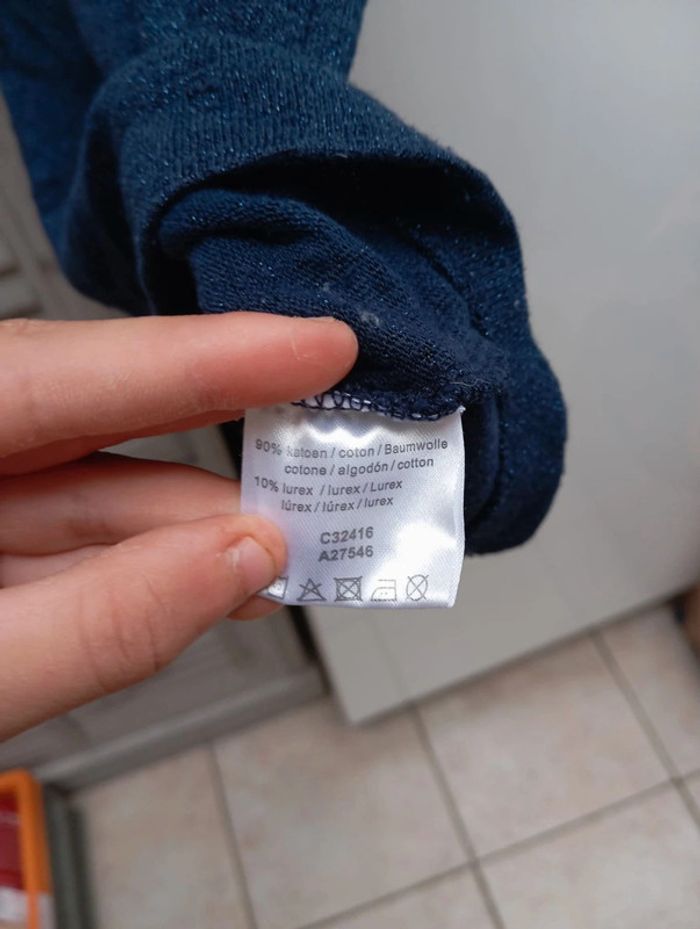 90% katoen / coton / Baumwolle
cotone / algodón / cotton
10% lurex / lurex / Lurex
lúrex / lúrex / lurex
C32416
A27546